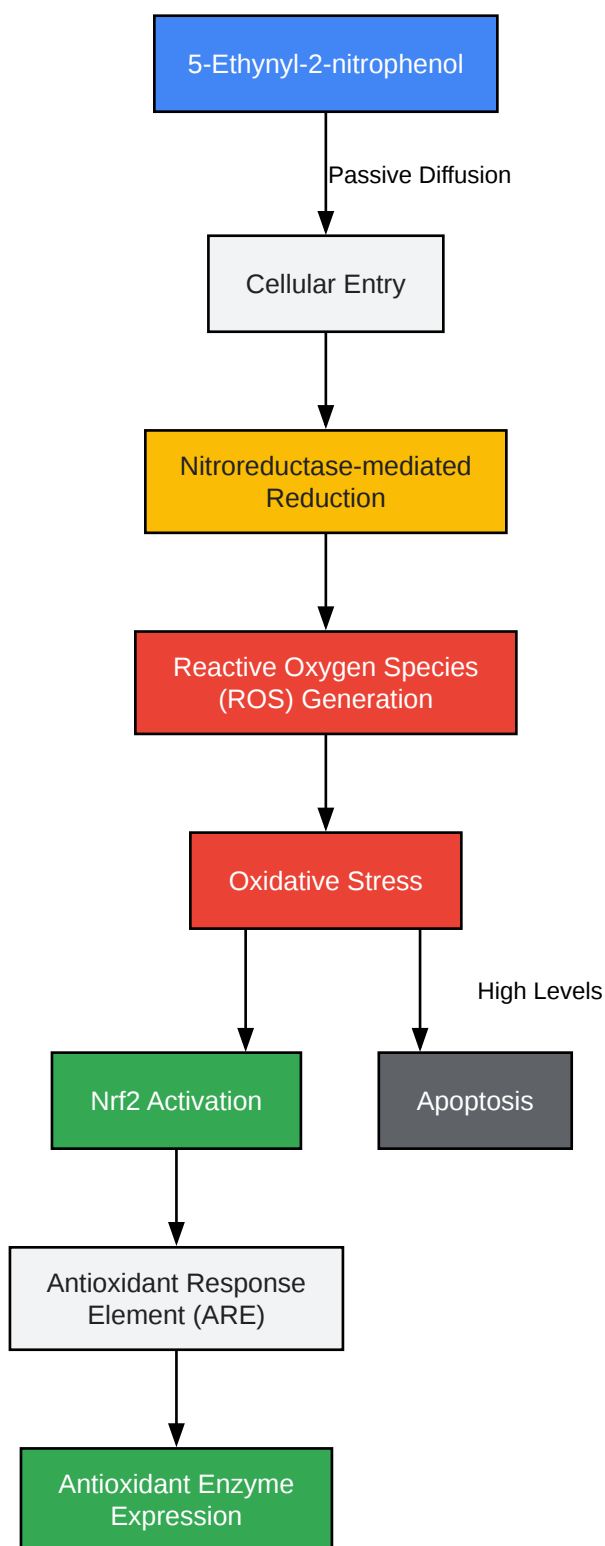 5-Ethynyl-2-nitrophenol
Passive Diffusion
Cellular Entry
Nitroreductase-mediated
Reduction
Reactive Oxygen Species
(ROS) Generation
Oxidative Stress
High Levels
Nrf2 Activation
Apoptosis
Antioxidant Response
Element (ARE)
Antioxidant Enzyme
Expression